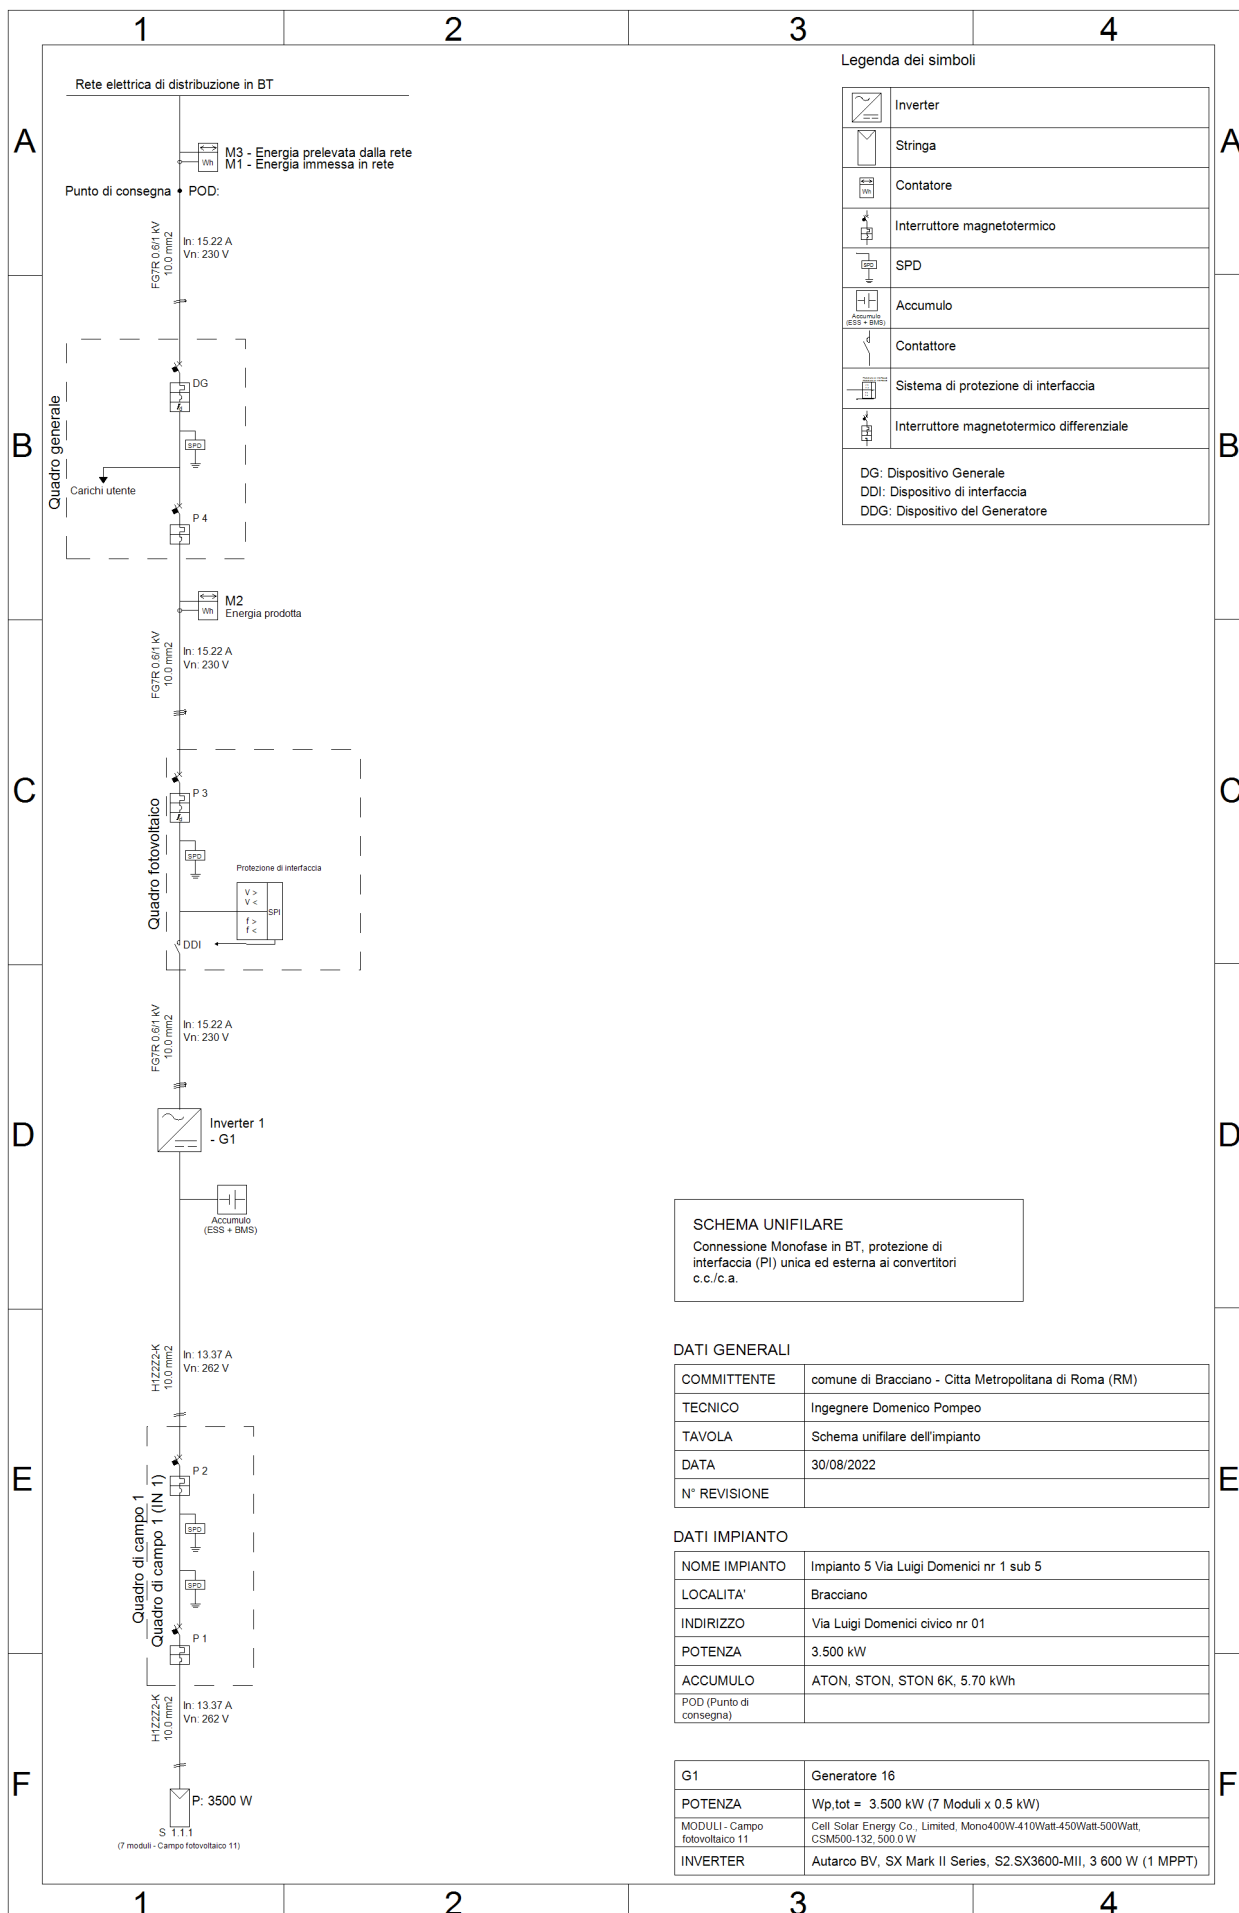 1 2 3 4
Legenda dei simboli
Rete elettrica di distribuzione in BT
A
A
Inverter
Stringa
Wh
Contatore
Interruttore magnetotermico
SPD
SPD
Accumulo
(ESS + BMS)
Accumulo
Contattore
Sistema di protezione di interfaccia
Interruttore magnetotermico differenziale
DG: Dispositivo Generale
DDI: Dispositivo di interfaccia
DDG: Dispositivo del Generatore
Wh
M3 - Energia prelevata dalla rete
M1 - Energia immessa in rete
Punto di consegna
POD:
FG7R 0.6/1 kV
10.0 mm2
In: 15.22 A
Vn: 230 V
B
B
Quadro generale
DG
SPD
Carichi utente
P 4
Wh
M2
Energia prodotta
FG7R 0.6/1 kV
10.0 mm2
In: 15.22 A
Vn: 230 V
C
C
Quadro fotovoltaico
P 3
SPD
Protezione di interfaccia
V >
V <
f >
f <
SPI
DDI
FG7R 0.6/1 kV
10.0 mm2
In: 15.22 A
Vn: 230 V
D
D
Inverter 1
- G1
Accumulo
(ESS + BMS)
SCHEMA UNIFILARE
Connessione Monofase in BT, protezione di
interfaccia (PI) unica ed esterna ai convertitori
c.c./c.a.
H1Z2Z2-K
10.0 mm2
In: 13.37 A
Vn: 262 V
E
E
Quadro di campo 1
Quadro di campo 1 (IN 1)
P 2
SPD
SPD
P 1
H1Z2Z2-K
10.0 mm2
In: 13.37 A
Vn: 262 V
F
F
P: 3500 W
S 1.1.1
(7 moduli - Campo fotovoltaico 11)
DATI GENERALI
COMMITTENTE comune di Bracciano - Citta Metropolitana di Roma (RM)
TECNICO Ingegnere Domenico Pompeo
TAVOLA Schema unifilare dell'impianto
DATA 30/08/2022
N° REVISIONE
DATI IMPIANTO
NOME IMPIANTO Impianto 5 Via Luigi Domenici nr 1 sub 5
LOCALITA' Bracciano
INDIRIZZO Via Luigi Domenici civico nr 01
POTENZA 3.500 kW
ACCUMULO ATON, STON, STON 6K, 5.70 kWh
POD (Punto di
consegna)
G1 Generatore 16
POTENZA Wp,tot = 3.500 kW (7 Moduli x 0.5 kW)
MODULI - Campo
fotovoltaico 11
Cell Solar Energy Co., Limited, Mono400W-410Watt-450Watt-500Watt,
CSM500-132, 500.0 W
INVERTER Autarco BV, SX Mark II Series, S2.SX3600-MII, 3 600 W (1 MPPT)
1 2 3 4